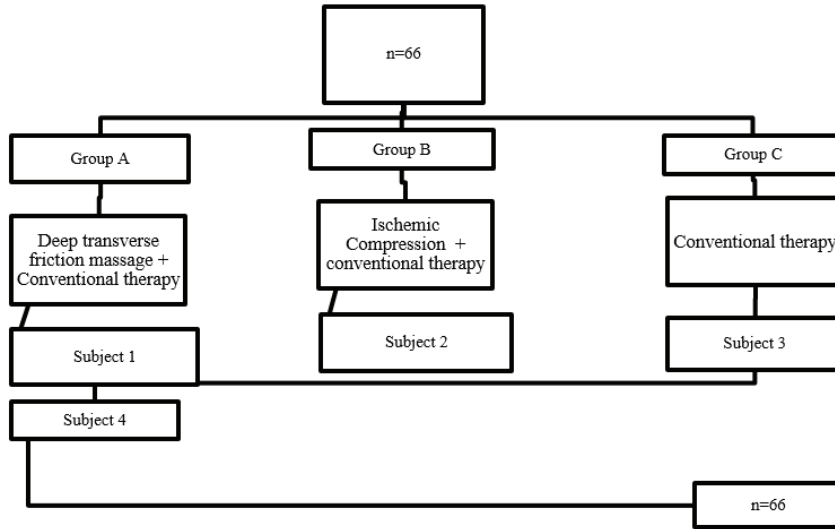 n=66
Group A
Group B
Group C
Deep transverse
friction massage +
Conventional therapy
Ischemic
Compression +
conventional therapy
Conventional therapy
Subject 1
Subject 2
Subject 3
Subject 4
n=66